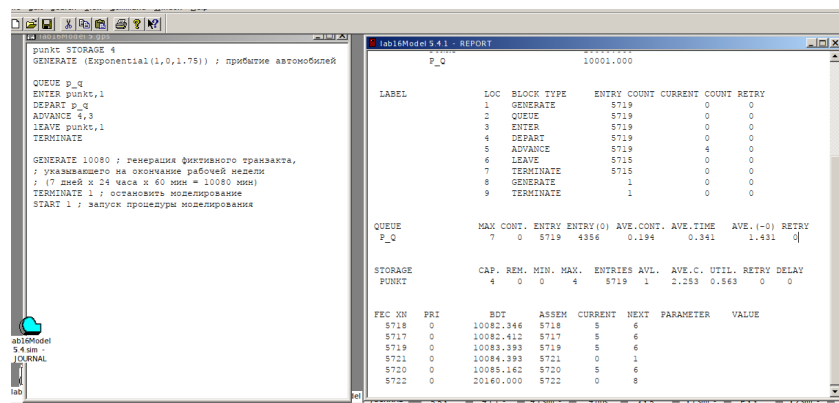 lab16Model 5.gps
punkt STORAGE 4
GENERATE (Exponential(1,0,1.75)) ; прибытие автомобилей
QUEUE p_q
ENTER punkt,1
DEPART p_q
ADVANCE 4,3
lEAVE punkt,1
TERMINATE
GENERATE 10080 ; генерация фиктивного транзакта,
; указывающего на окончание рабочей недели
; (7 дней x 24 часа x 60 мин = 10080 мин)
TERMINATE 1 ; остановить моделирование
START 1 ; запуск процедуры моделирования
lab16Model 5.4.1 - REPORT
P_Q 10001.000
LABEL LOC BLOCK TYPE ENTRY COUNT CURRENT COUNT RETRY
1 GENERATE 5719 0 0
2 QUEUE 5719 0 0
3 ENTER 5719 0 0
4 DEPART 5719 0 0
5 ADVANCE 5719 4 0
6 LEAVE 5715 0 0
7 TERMINATE 5715 0 0
8 GENERATE 1 0 0
9 TERMINATE 1 0 0
QUEUE MAX CONT. ENTRY ENTRY(0) AVE.CONT. AVE.TIME AVE.(-0) RETRY
P_Q 7 0 5719 4356 0.194 0.341 1.431 0
STORAGE CAP. REM. MIN. MAX. ENTRIES AVL. AVE.C. UTIL. RETRY DELAY
PUNKT 4 0 0 4 5719 1 2.253 0.563 0 0
FEC XN PRI BDT ASSEM CURRENT NEXT PARAMETER VALUE
5718 0 10082.346 5718 5 6
5717 0 10082.412 5717 5 6
5719 0 10083.393 5719 5 6
5721 0 10084.393 5721 0 1
5720 0 10085.162 5720 5 6
5722 0 20160.000 5722 0 8
ab16Model
5.4.sim -
JOURNAL
lab
del